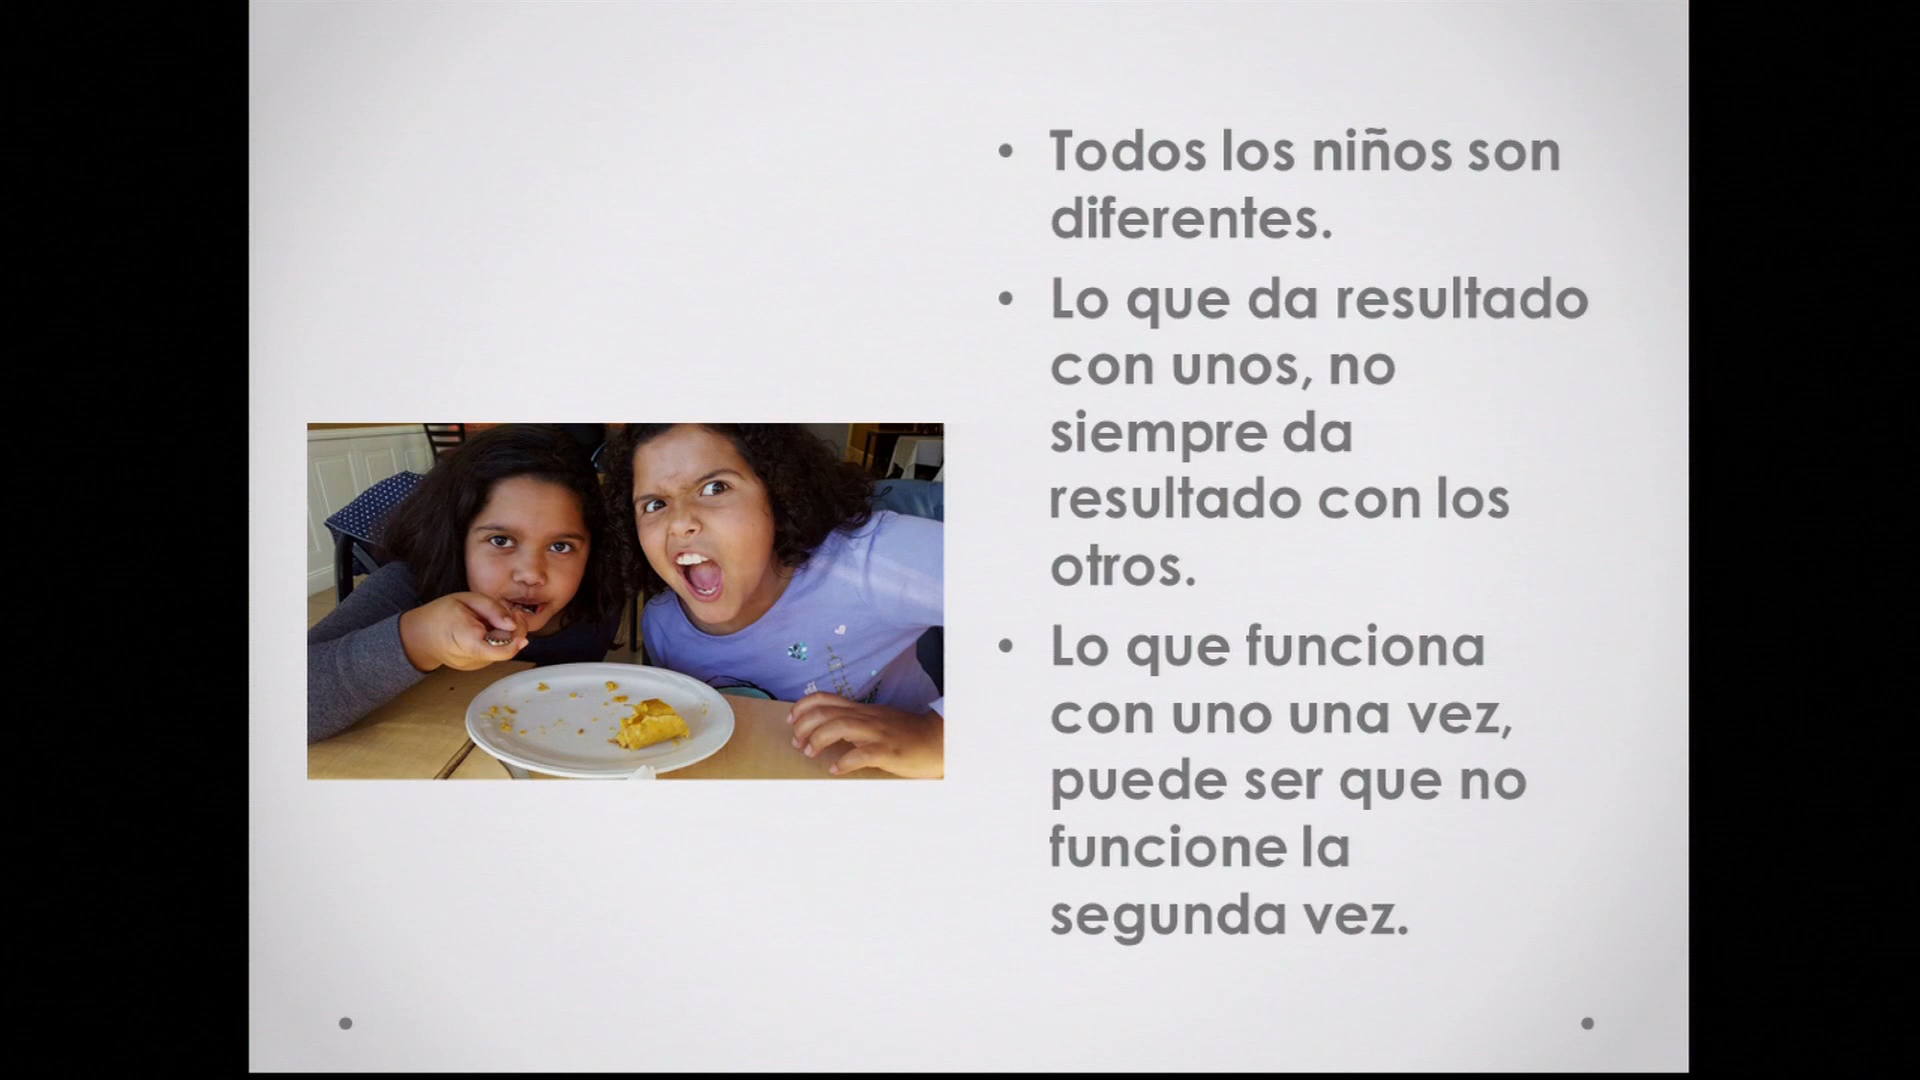 • Todos los niños son
diferentes.
• Lo que da resultado
con unos, no
siempre da
resultado con los
otros.
• Lo que funciona
con uno una vez,
puede ser que no
funcione la
segunda vez.